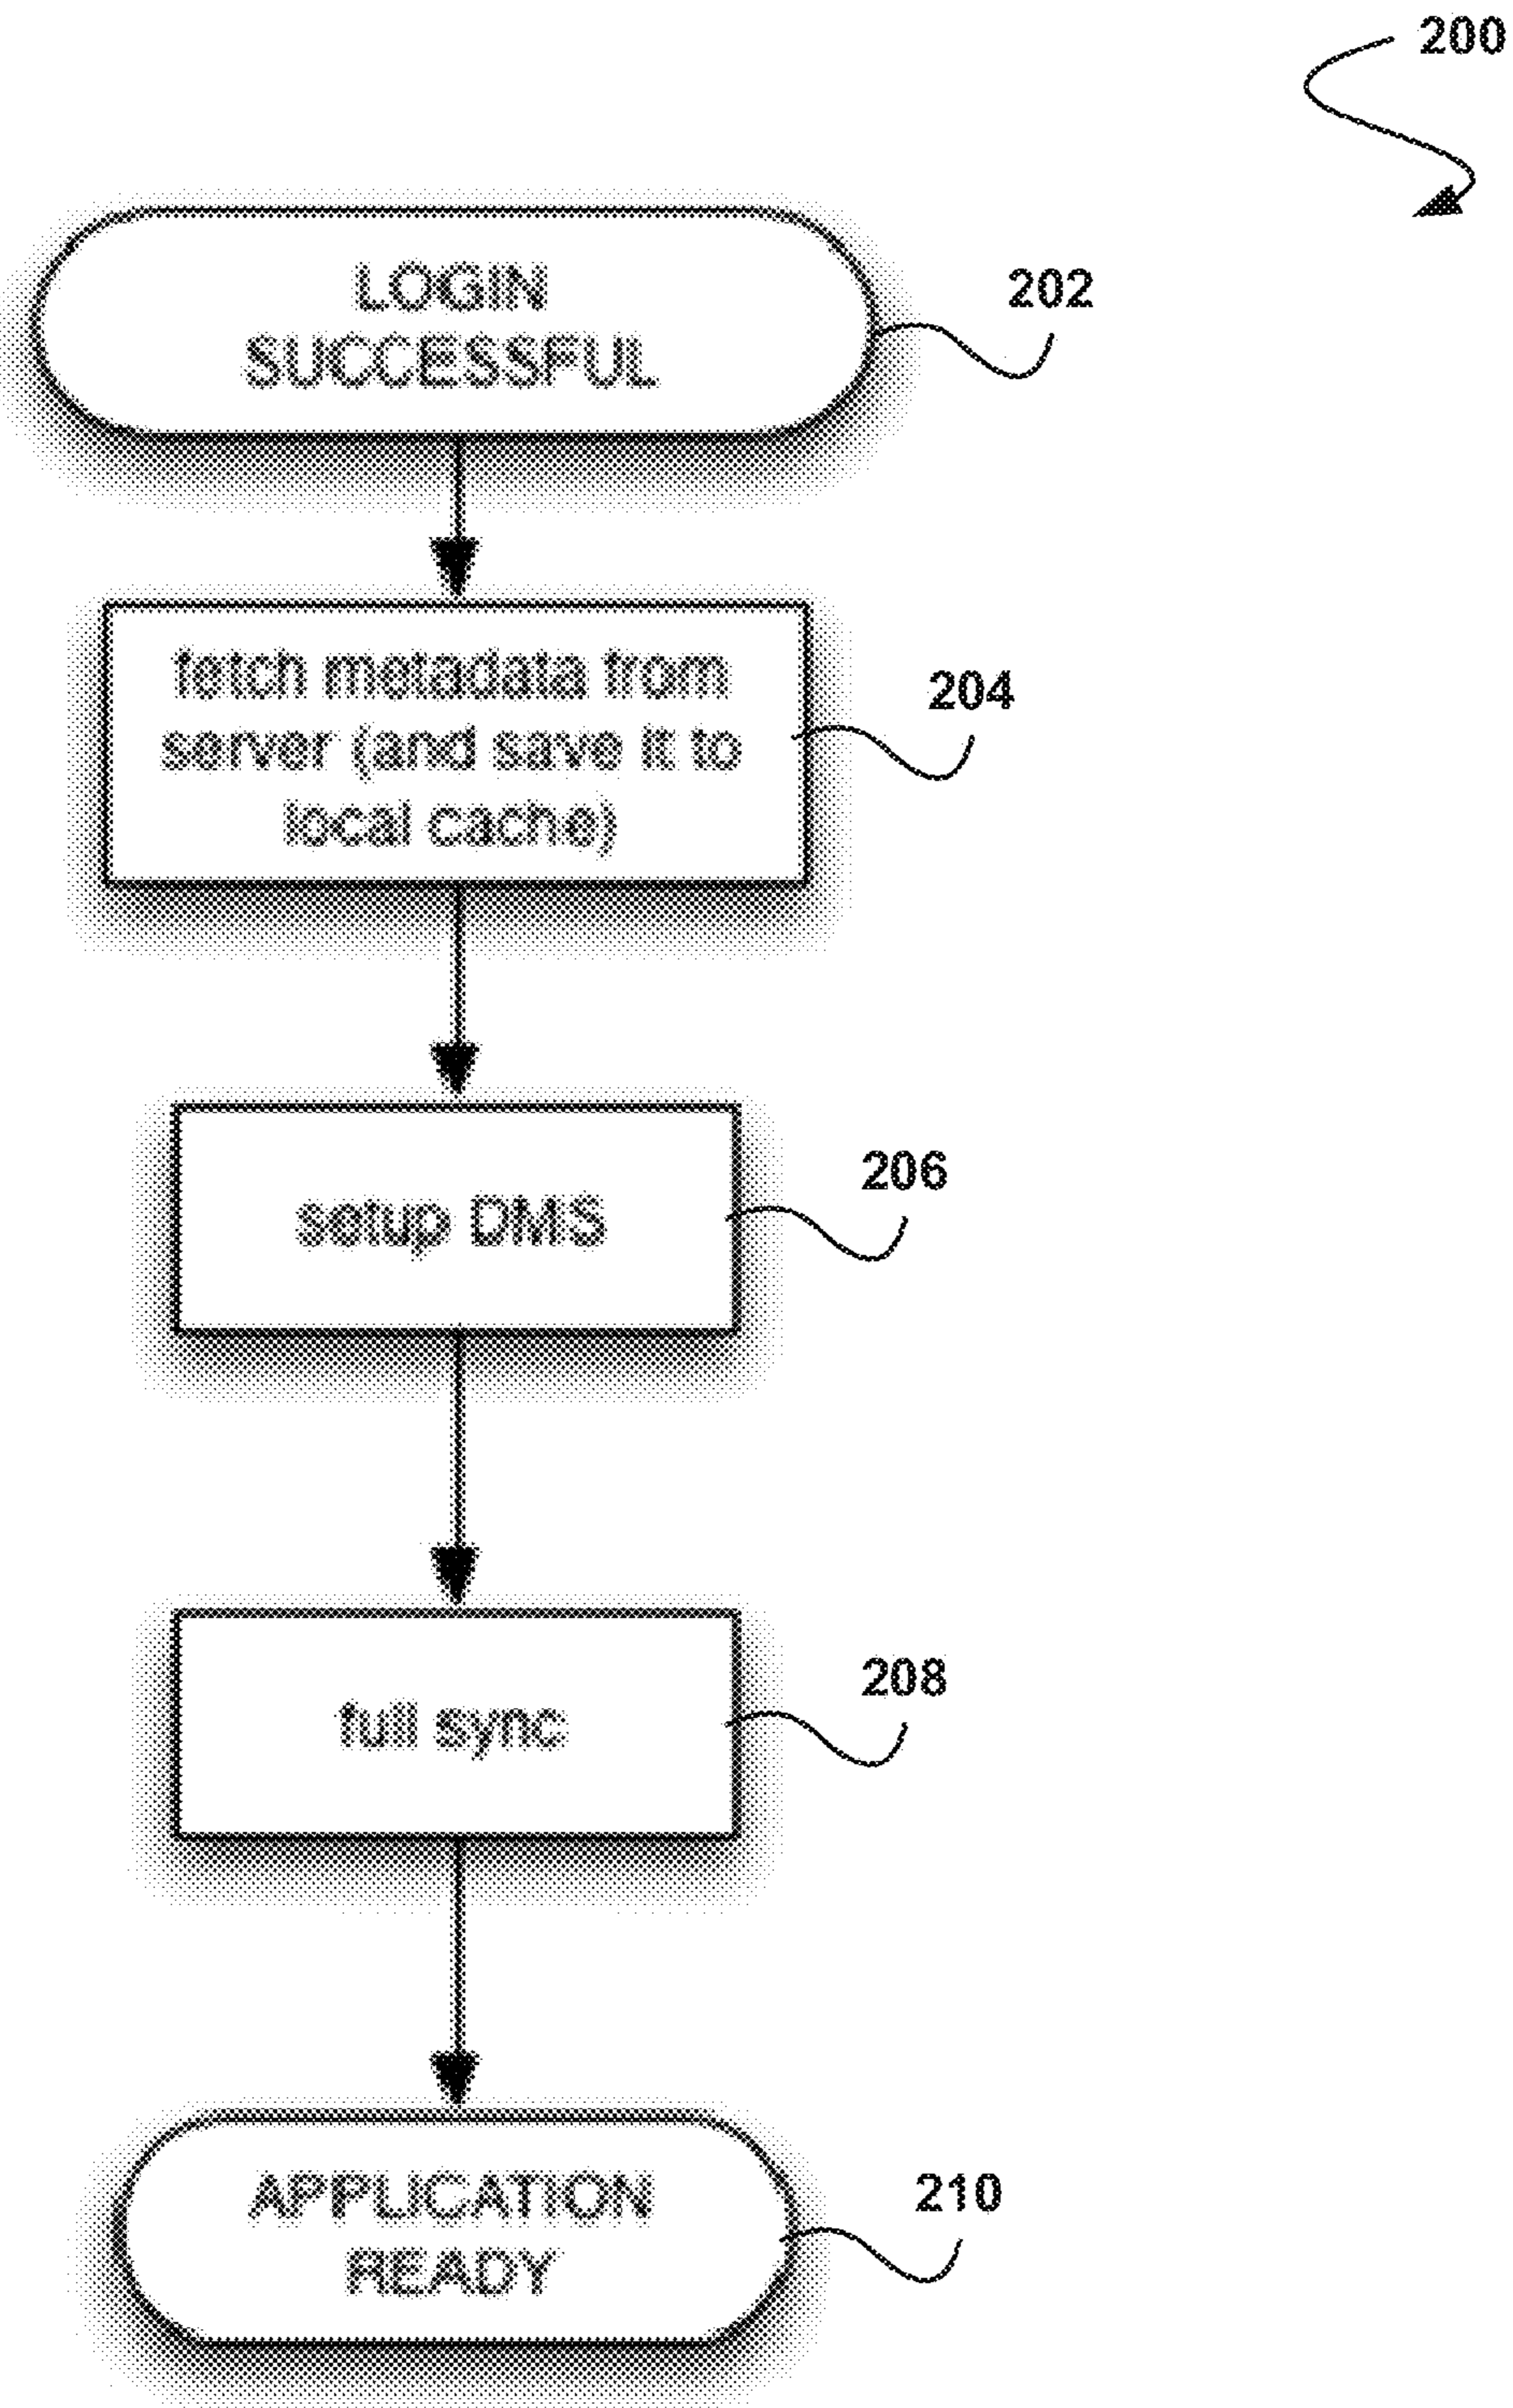 200
LOGIN
SUCCESSFUL
202
fetch metadata from
server (and save it to
local cache)
204
setup DMS
206
full sync
208
APPLICATION
READY
210